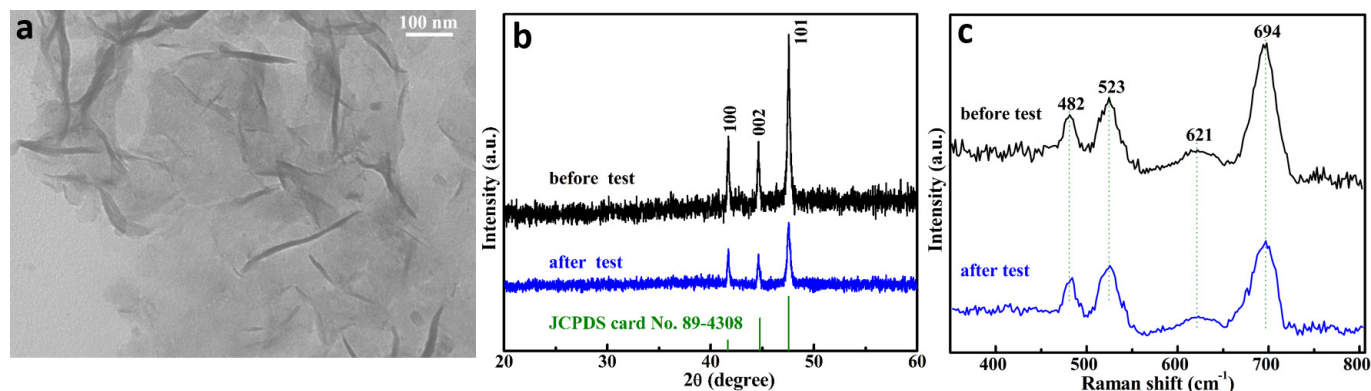 a
100 nm
b
Intensity (a.u.)
100
002
101
before test
after test
JCPDS card No. 89-4308
20 30 40 50 60
2θ (degree)
c
Intensity (a.u.)
482
523
621
694
before test
after test
400 500 600 700 800
Raman shift (cm⁻¹)